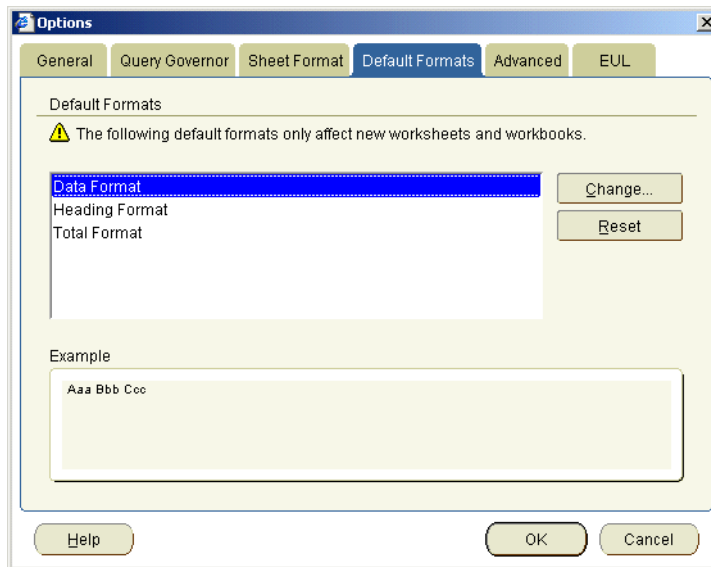 Options
General Query Governor Sheet Format Default Formats Advanced EUL
Default Formats
The following default formats only affect new worksheets and workbooks.
Data Format
Change...
Heading Format
Reset
Total Format
Example
Aaa Bbb Ccc
Help OK Cancel